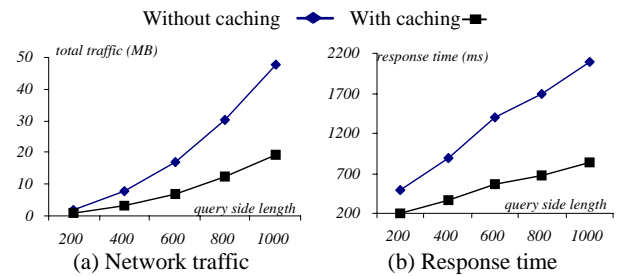 Without caching With caching
total traffic (MB)
50
40
30
20
10
0
query side length
200 400 600 800 1000
(a) Network traffic
response time (ms)
2200
1700
1200
700
200
query side length
200 400 600 800 1000
(b) Response time